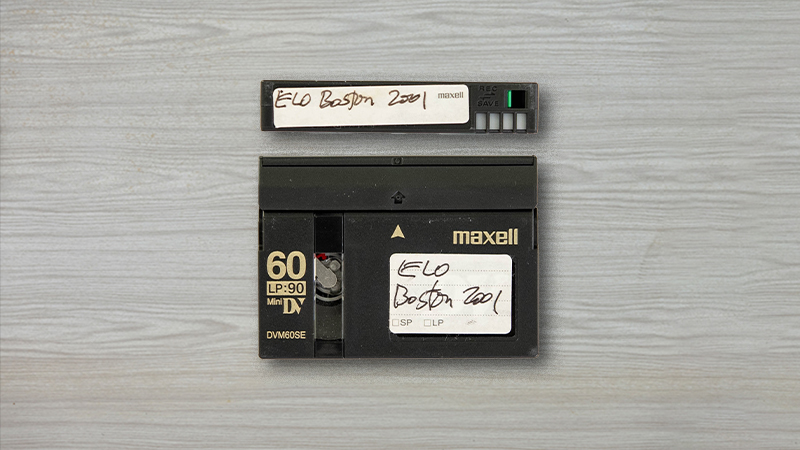 ELO Boston 2001
maxell
REC
SAVE
maxell
60
LP:90
Mini DV
DVM60SE
ELO
Boston 2001
SP LP